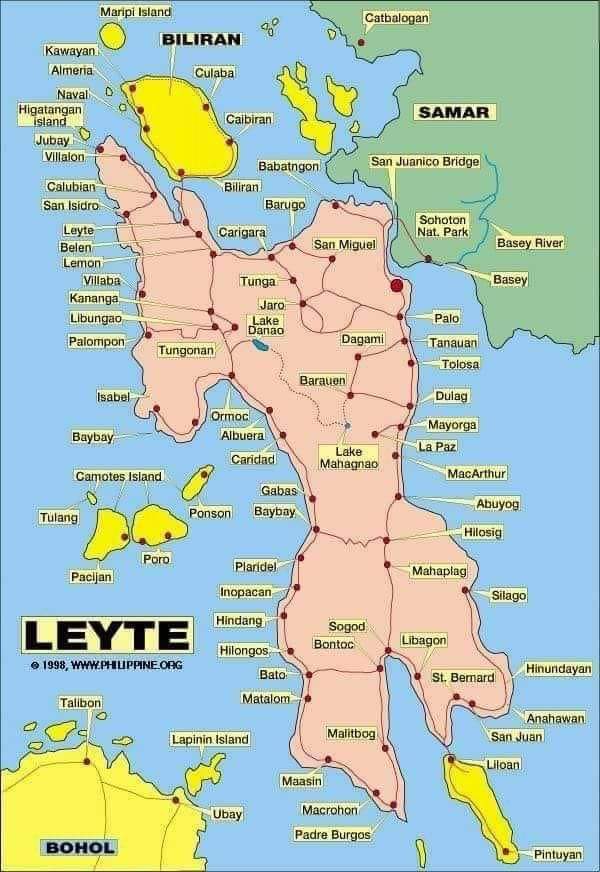 Maripi Island
Catbalogan
BILIRAN
Kawayan
Almeria
Culaba
Naval
SAMAR
Higatangan
island
Caibiran
Jubay
Villalon
Babatngon
San Juanico Bridge
Calubian
Biliran
San Isidro
Barugo
Sohoton
Nat. Park
Leyte
Carigara
San Miguel
Basey River
Belen
Lemon
Basey
Villaba
Tunga
Kananga
Jaro
Libungao
Lake
Danao
Palo
Palompon
Tungonan
Dagami
Tanauan
Tolosa
Barauen
Isabel
Dulag
Ormoc
Mayorga
Baybay
Albuera
La Paz
Caridad
Lake
Mahagnao
MacArthur
Camotes Island
Gabas
Abuyog
Tulang
Ponson
Baybay
Hilosig
Poro
Plaridel
Mahaplag
Pacijan
Inopacan
Silago
Hindang
LEYTE
Sogod
Libagon
Hilongos
Bontoc
© 1998, WWW.PHILIPPINE.ORG
Hinundayan
Bato
St. Bernard
Talibon
Matalom
Anahawan
Malitbog
San Juan
Lapinin Island
Liloan
Maasin
Ubay
Macrohon
Padre Burgos
BOHOL
Pintuyan